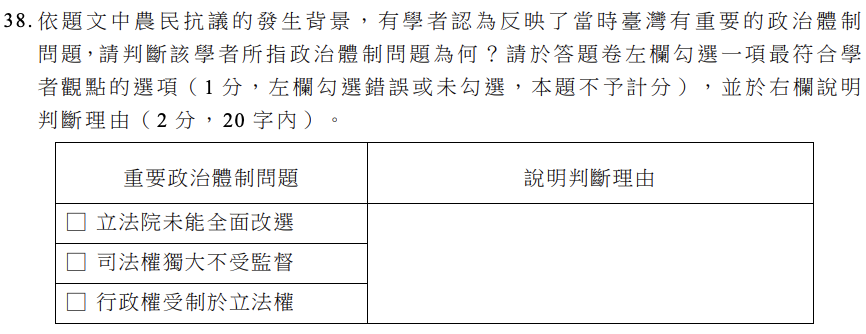 38. 依題文中農民抗議的發生背景，有學者認為反映了當時臺灣有重要的政治體制
問題，請判斷該學者所指政治體制問題為何？請於答題卷左欄勾選一項最符合學
者觀點的選項（1 分，左欄勾選錯誤或未勾選，本題不予計分），並於右欄說明
判斷理由（2 分，20 字內）。
重要政治體制問題
說明判斷理由
□ 立法院未能全面改選
□ 司法權獨大不受監督
□ 行政權受制於立法權